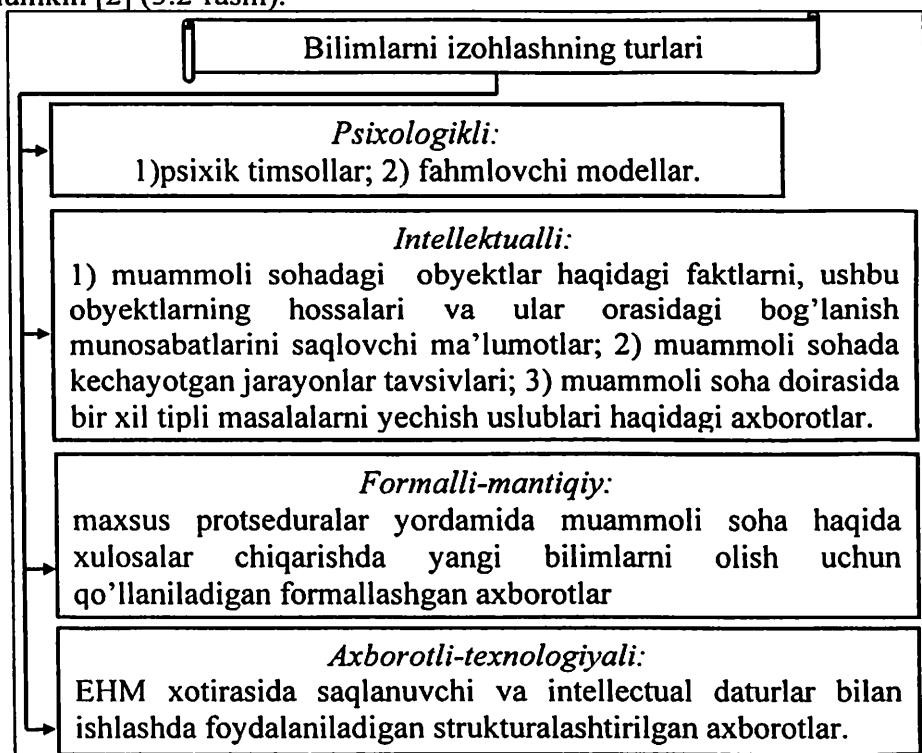 [2] (3.2-rasm).
Bilimlarni izohlashning turlari
Psixologikli:
1)psixik timsollar; 2) fahmlovchi modellar.
Intellektualli:
1) muammoli sohadagi obyektlar haqidagi faktlarni, ushbu
obyektlarning hossalari va ular orasidagi bog'lanish
munosabatlarini saqlovchi ma'lumotlar; 2) muammoli sohada
kechayotgan jarayonlar tavsivlari; 3) muammoli soha doirasida
bir xil tipli masalalarni yechish uslublari haqidagi axborotlar.
Formalli-mantiqiy:
maxsus protseduralar yordamida muammoli soha haqida
xulosalar chiqarishda yangi bilimlarni olish uchun
qo'llaniladigan formallashgan axborotlar
Axborotli-texnologiyali:
EHM xotirasida saqlanuvchi va intellectual daturlar bilan
ishlashda foydalaniladigan strukturalashtirilgan axborotlar.